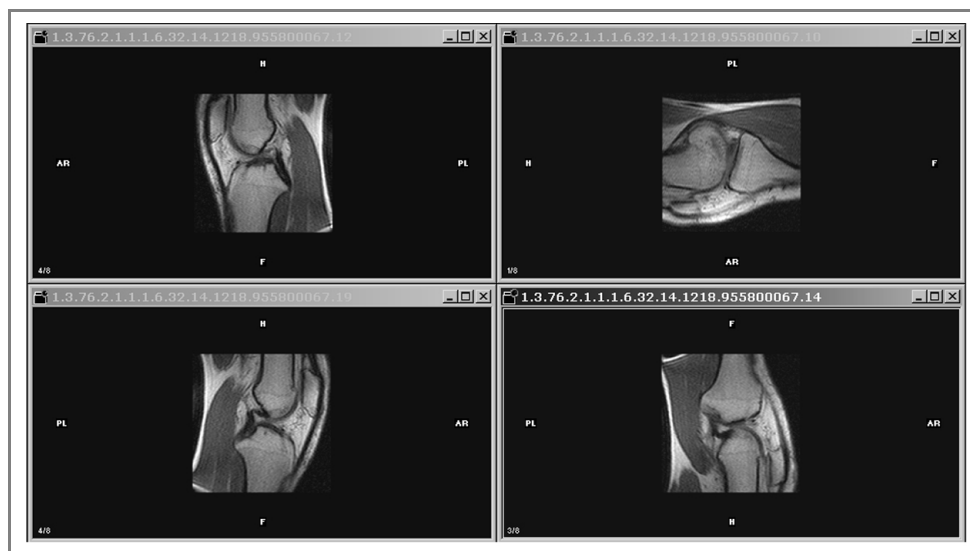 1.3.76.2.1.1.1.6.32.14.1218.955800067.12
H
AR
PL
F
4/8
1.3.76.2.1.1.1.6.32.14.1218.955800067.10
PL
H
F
AR
1/8
1.3.76.2.1.1.1.6.32.14.1218.955800067.19
H
PL
AR
F
4/8
1.3.76.2.1.1.1.6.32.14.1218.955800067.14
F
PL
AR
H
3/8